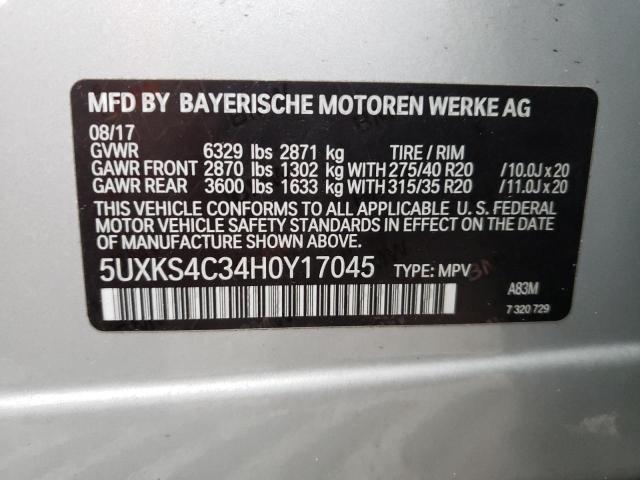 MFD BY BAYERISCHE MOTOREN WERKE AG
08/17
GVWR 6329 lbs 2871 kg TIRE / RIM
GAWR FRONT 2870 lbs 1302 kg WITH 275/40 R20 /10.0J x 20
GAWR REAR 3600 lbs 1633 kg WITH 315/35 R20 /11.0J x 20
THIS VEHICLE CONFORMS TO ALL APPLICABLE U. S. FEDERAL
MOTOR VEHICLE SAFETY STANDARDS IN EFFECT ON THE DATE
OF MANUFACTURE SHOWN ABOVE.
5UXKS4C34H0Y17045 TYPE: MPV
A83M
7 320 729